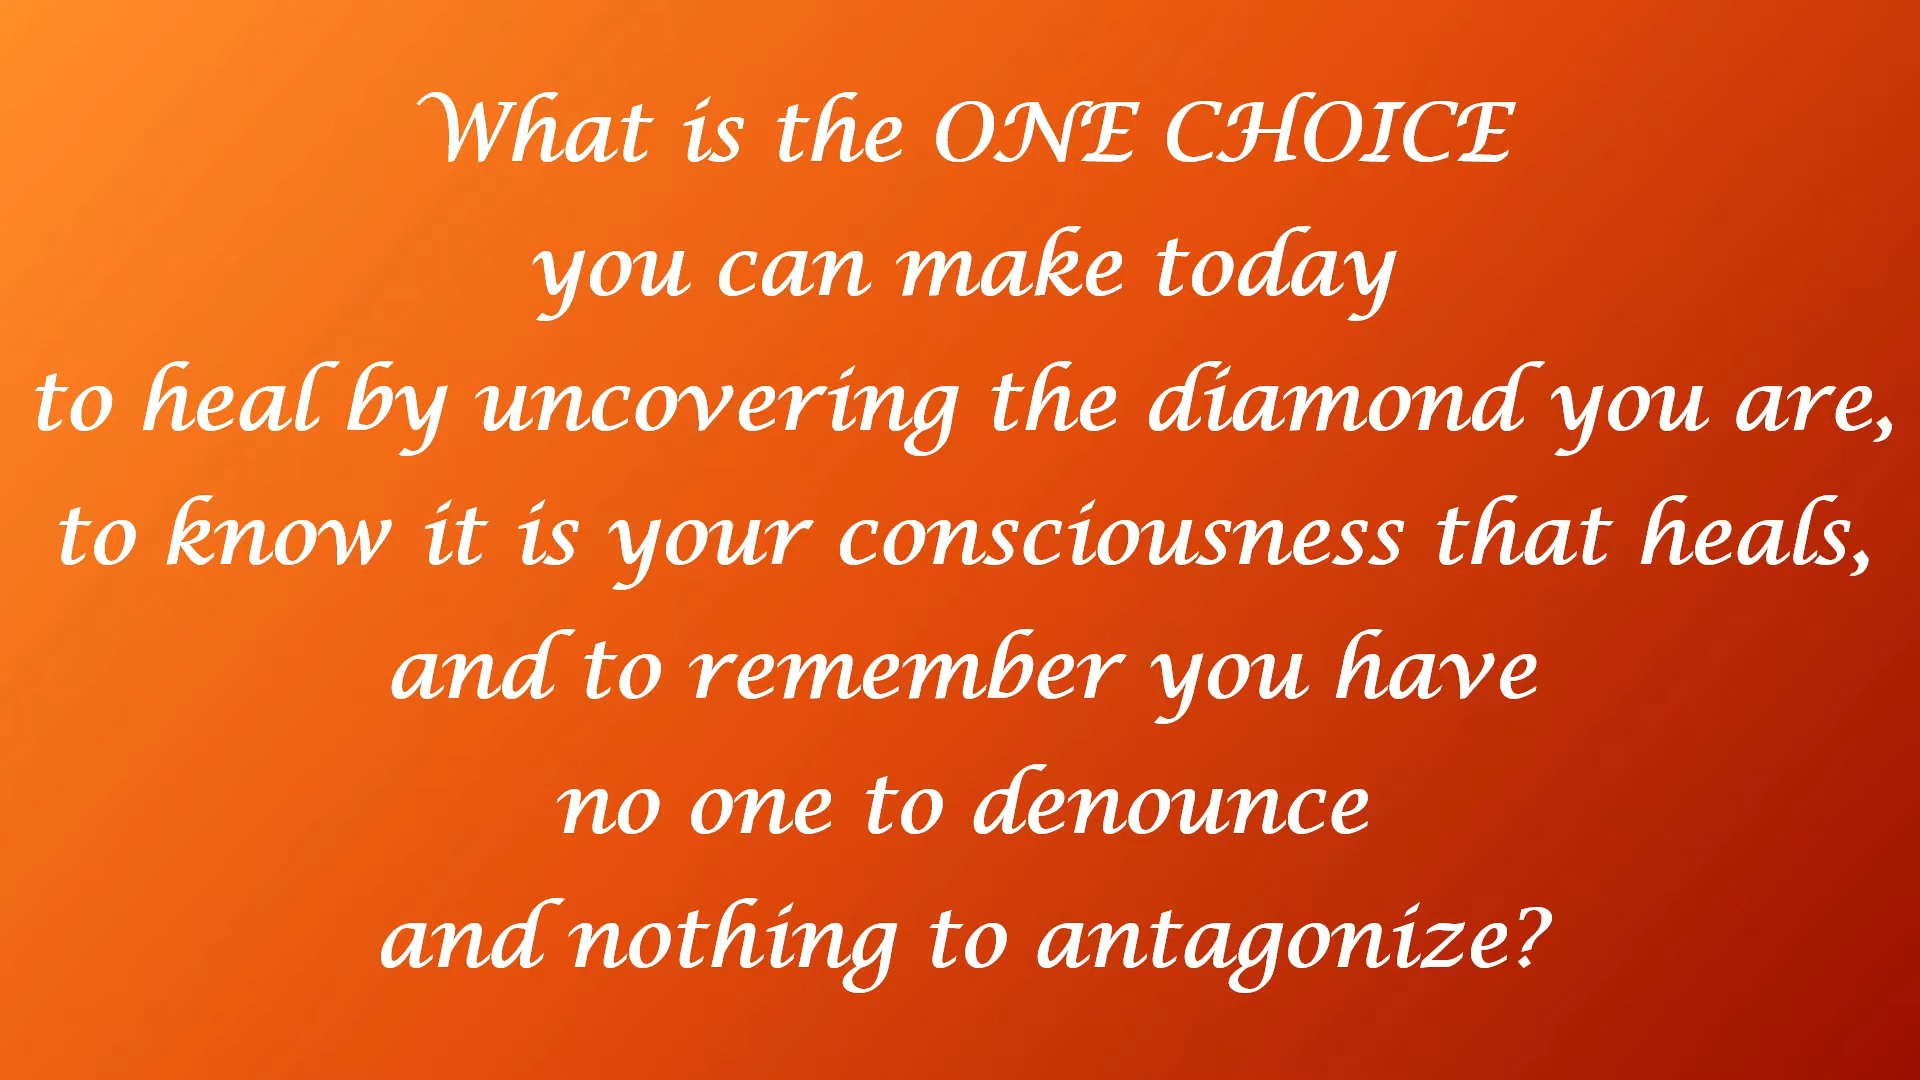 What is the ONE CHOICE
you can make today
to heal by uncovering the diamond you are,
to know it is your consciousness that heals,
and to remember you have
no one to denounce
and nothing to antagonize?